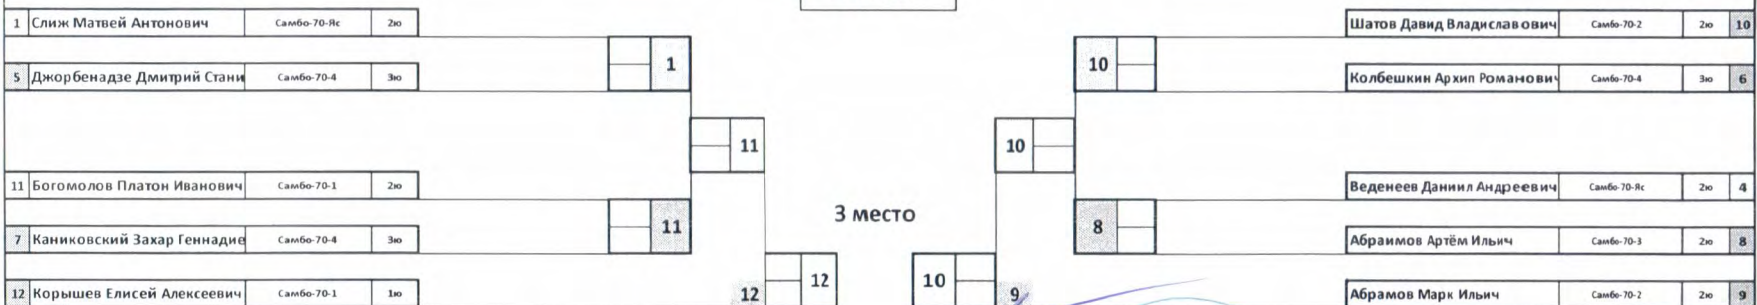 1 Слиж Матвей Антонович Самбо-70-Яс 2ю
Шатов Давид Владиславович Самбо-70-2 2ю 10
1
10
5 Джорбенадзе Дмитрий Стани Самбо-70-4 3ю
Колбешкин Архип Романович Самбо-70-4 3ю 6
11
10
11 Богомолов Платон Иванович Самбо-70-1 2ю
Веденеев Даниил Андреевич Самбо-70-Яс 2ю 4
3 место
11
8
7 Каниковский Захар Геннадие Самбо-70-4 3ю
Абраимов Артём Ильич Самбо-70-3 2ю 8
12
10
12 Корышев Елисей Алексеевич Самбо-70-1 1ю
12
9
Абрамов Марк Ильич Самбо-70-2 2ю 9